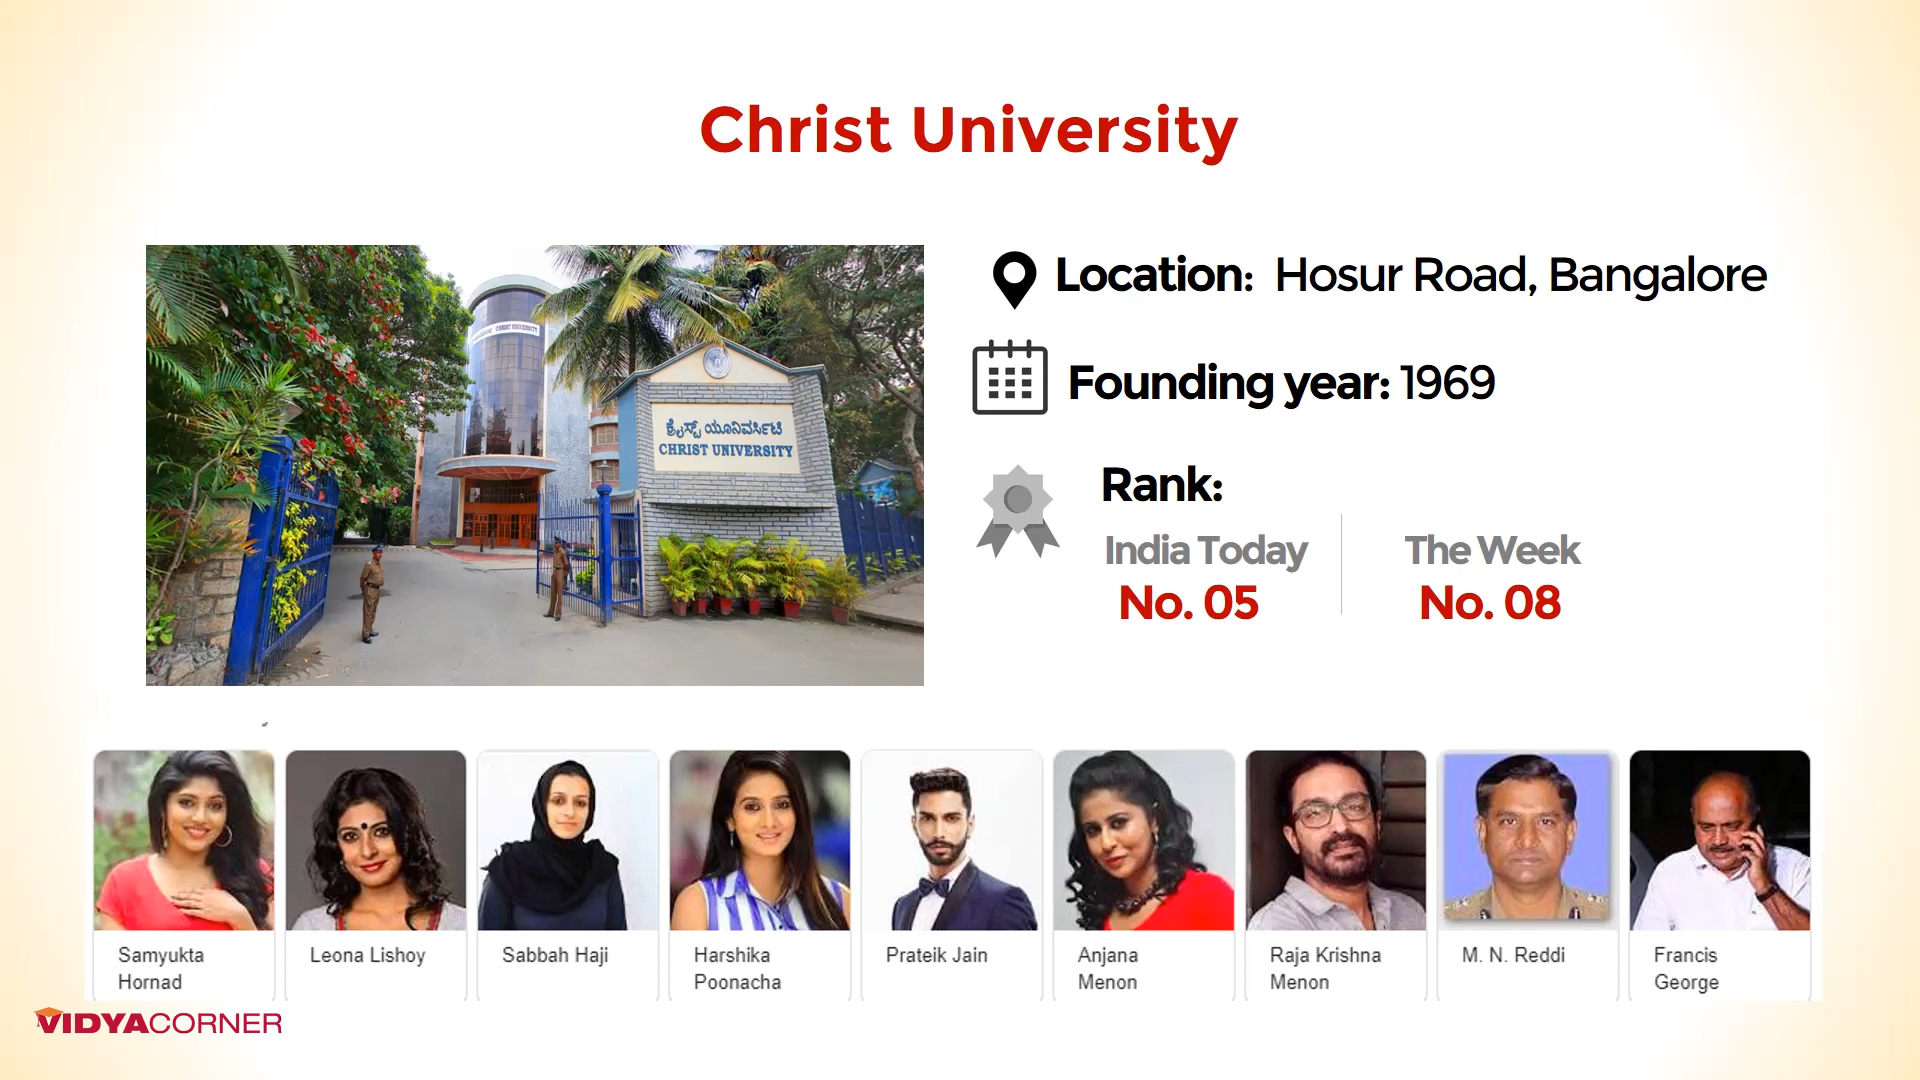 Christ University
CHRIST UNIVERSITY
ಕ್ರೈಸ್ಟ್ ಯೂನಿವರ್ಸಿಟಿ
CHRIST UNIVERSITY
Location: Hosur Road, Bangalore
Founding year: 1969
Rank:
India Today
No. 05
The Week
No. 08
Samyukta
Hornad
Leona Lishoy
Sabbah Haji
Harshika
Poonacha
Prateik Jain
Anjana
Menon
Raja Krishna
Menon
M. N. Reddi
Francis
George
VIDYACORNER